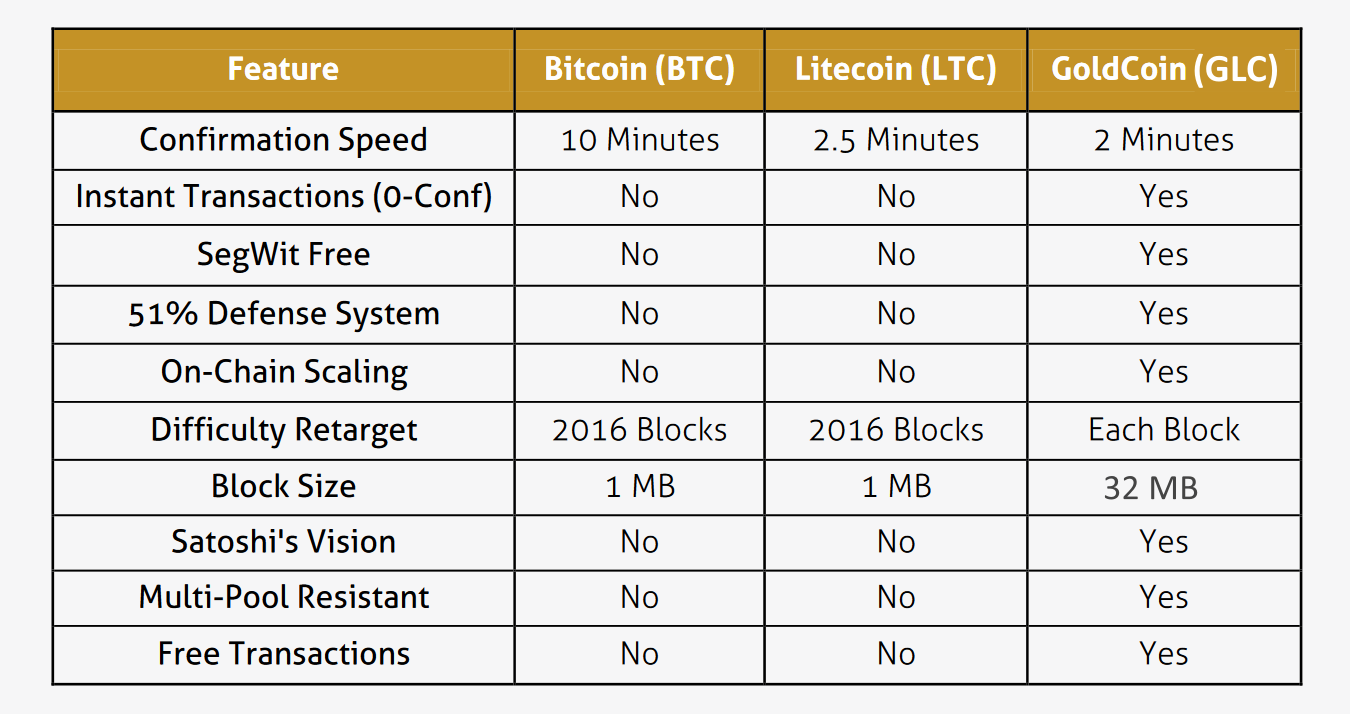 Feature Bitcoin (BTC) Litecoin (LTC) GoldCoin (GLC)
Confirmation Speed 10 Minutes 2.5 Minutes 2 Minutes
Instant Transactions (0-Conf) No No Yes
SegWit Free No No Yes
51% Defense System No No Yes
On-Chain Scaling No No Yes
Difficulty Retarget 2016 Blocks 2016 Blocks Each Block
Block Size 1 MB 1 MB 32 MB
Satoshi's Vision No No Yes
Multi-Pool Resistant No No Yes
Free Transactions No No Yes